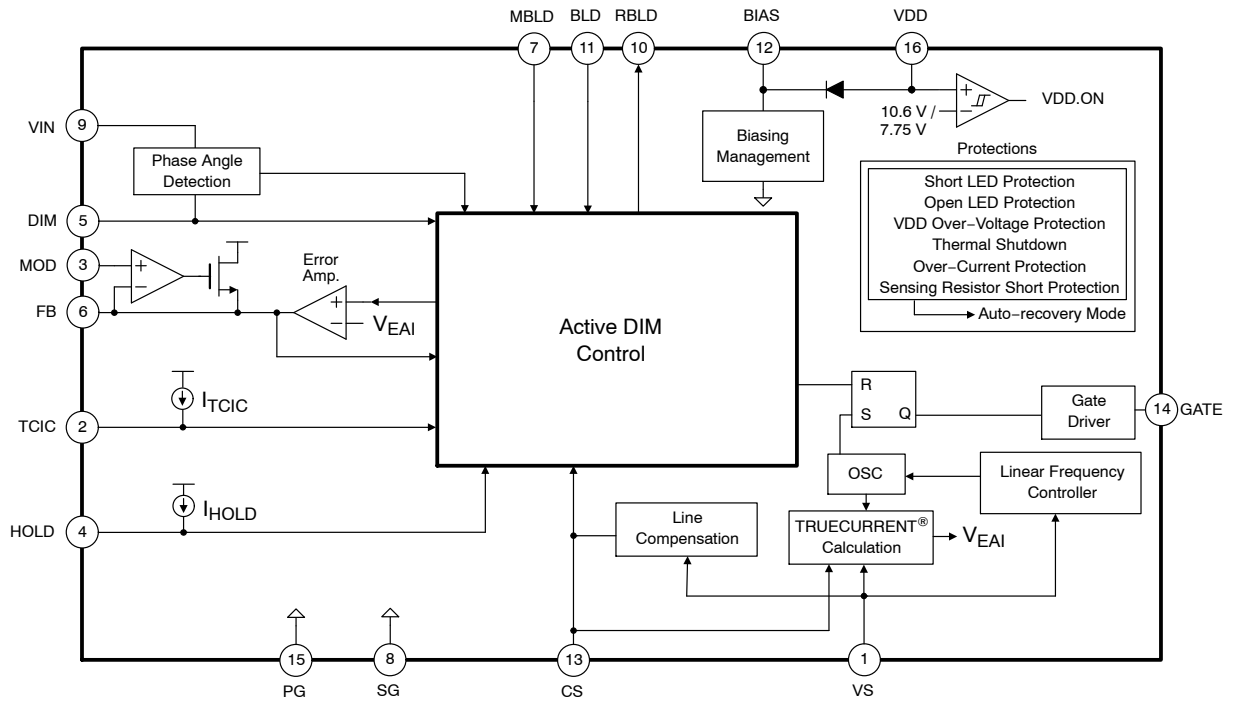 MBLD
BLD
RBLD
BIAS
VDD
7
11
10
12
16
VIN
9
Phase Angle
Detection
DIM
5
MOD
3
FB
6
+
−
Error
Amp.
+
−
VEAI
Active DIM
Control
Biasing
Management
+
−
10.6 V /
7.75 V
VDD.ON
Protections
Short LED Protection
Open LED Protection
VDD Over−Voltage Protection
Thermal Shutdown
Over−Current Protection
Sensing Resistor Short Protection
Auto−recovery Mode
ITCIC
TCIC
2
IHOLD
HOLD
4
R
S
Q
Gate
Driver
14
GATE
OSC
Linear Frequency
Controller
Line
Compensation
TRUECURRENT®
Calculation
VEAI
15
8
13
1
PG
SG
CS
VS